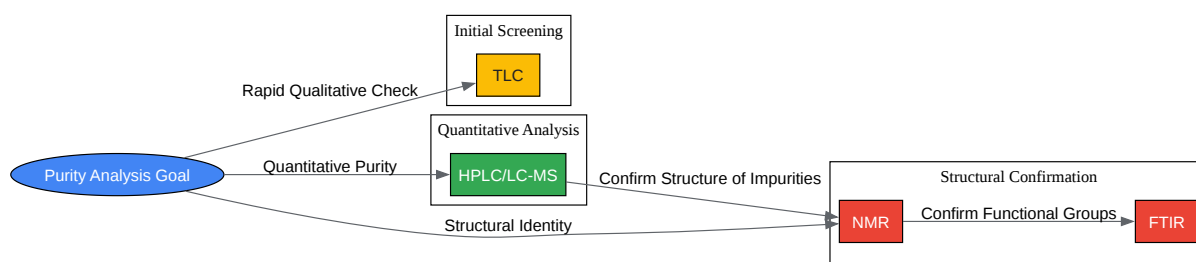 Initial Screening
TLC
Rapid Qualitative Check
Quantitative Analysis
Purity Analysis Goal
Quantitative Purity
HPLC/LC-MS
Confirm Structure of Impurities
Structural Confirmation
Structural Identity
NMR
Confirm Functional Groups
FTIR